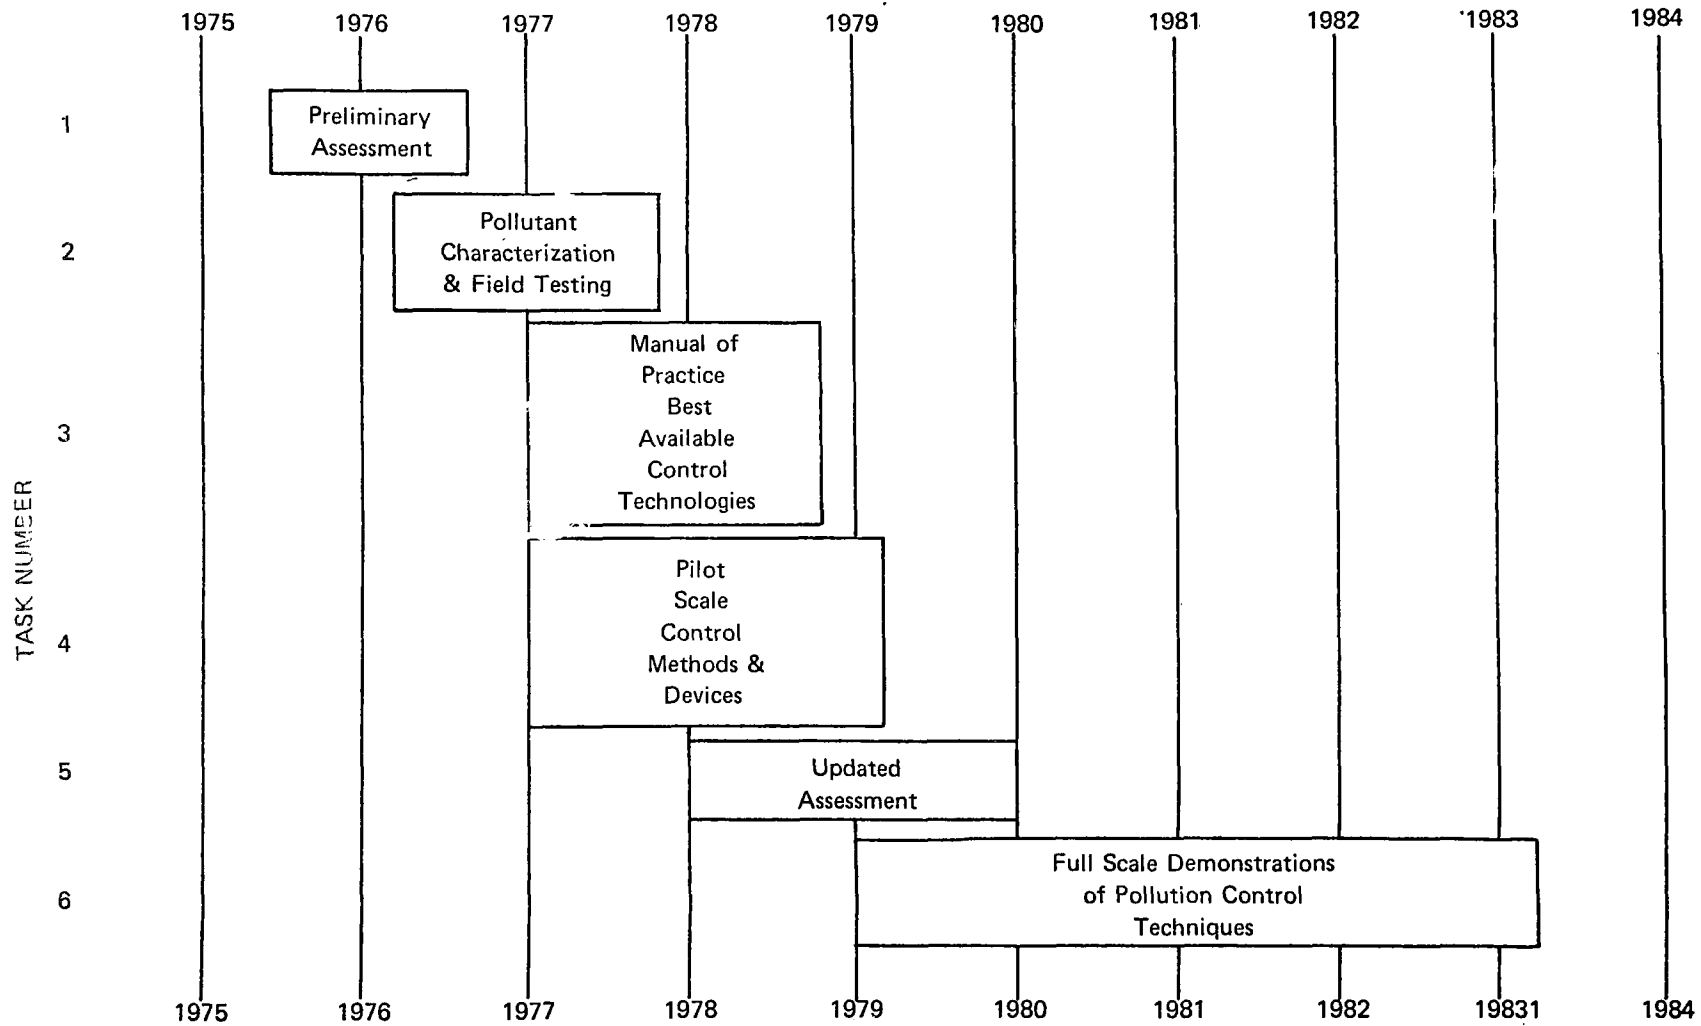 1975 1976 1977 1978 1979 1980 1981 1982 1983 1984
TASK NUMBER
1
Preliminary
Assessment
2
Pollutant
Characterization
& Field Testing
3
Manual of
Practice
Best
Available
Control
Technologies
4
Pilot
Scale
Control
Methods &
Devices
5
Updated
Assessment
6
Full Scale Demonstrations
of Pollution Control
Techniques
1975 1976 1977 1978 1979 1980 1981 1982 19831 1984